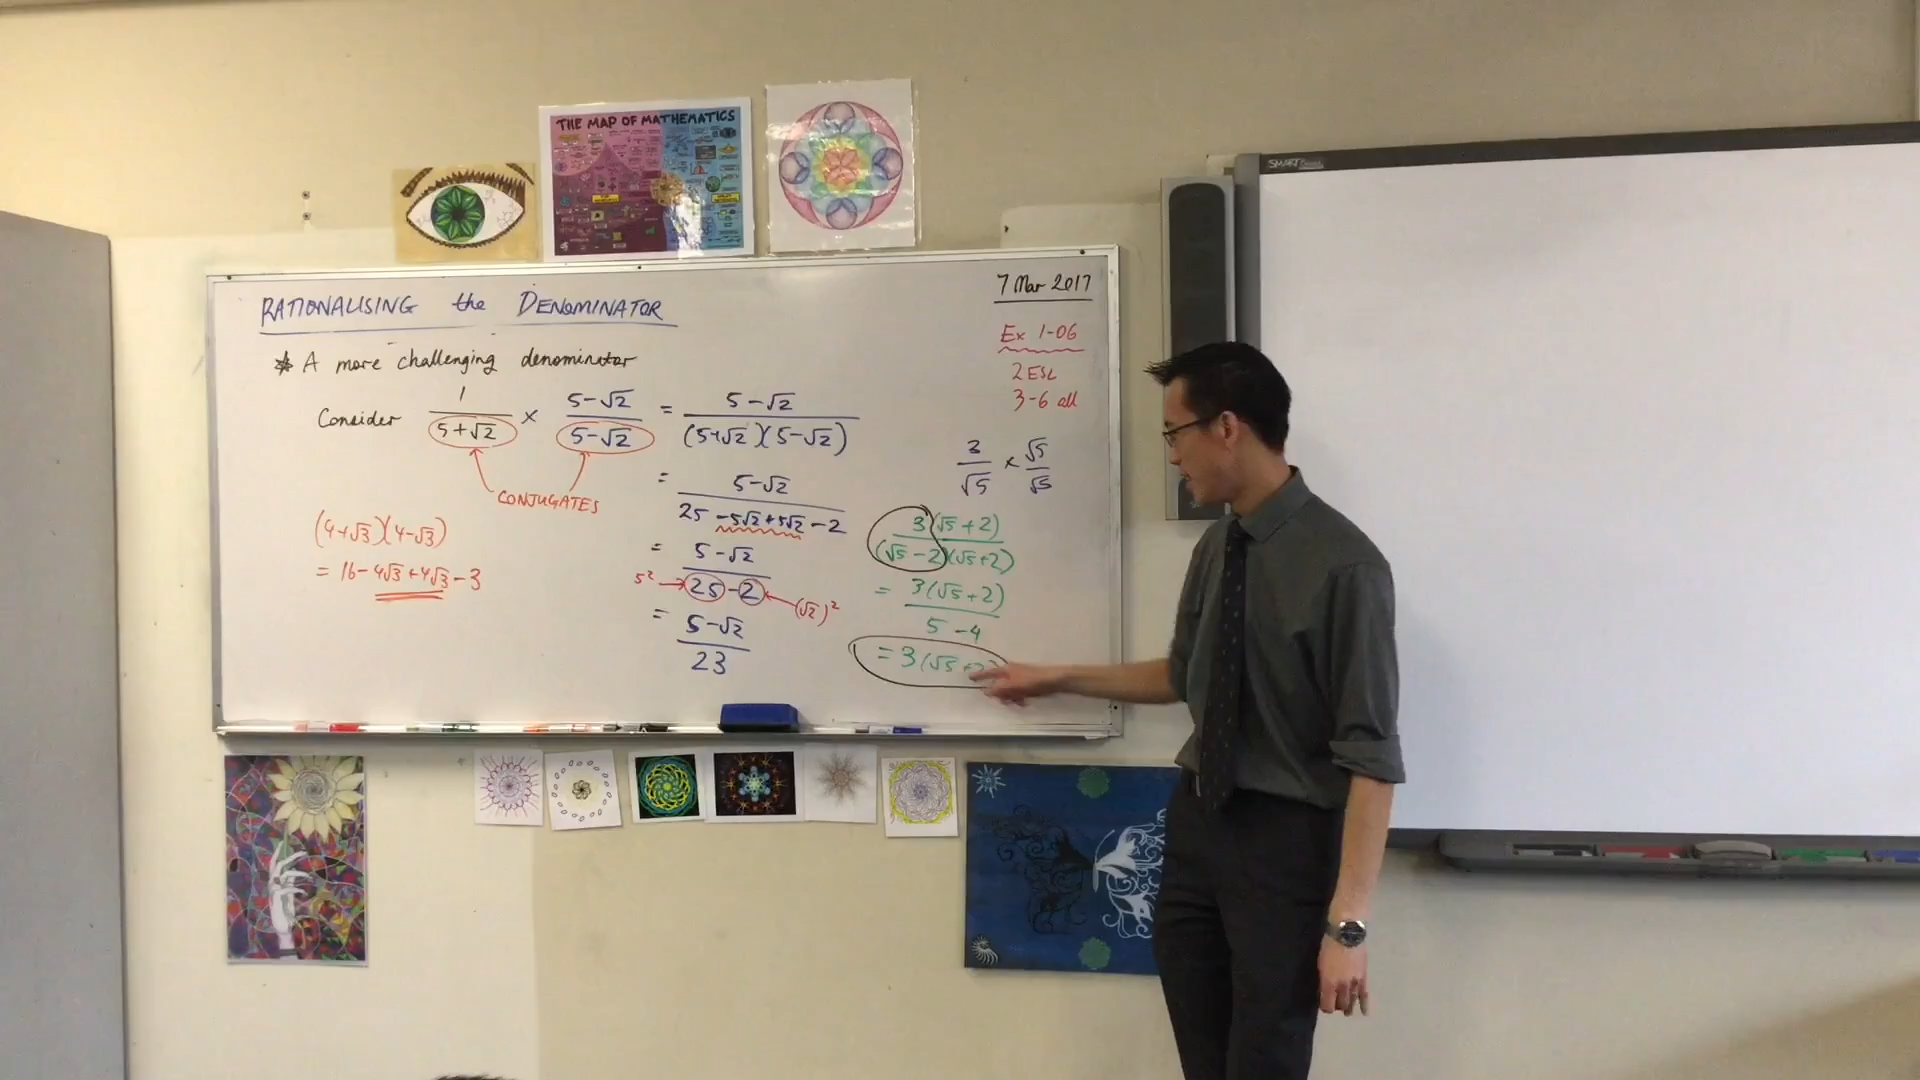 THE MAP OF MATHEMATICS
SMART Board
RATIONALISING the DENOMINATOR
7 Mar 2017
* A more challenging denominator
Ex 1-06
2 ESL
3-6 all
Consider 1/(5+√2) × (5-√2)/(5-√2) = (5-√2)/((5+√2)(5-√2))
CONJUGATES
= (5-√2)/(25 -5√2+5√2 -2)
= (5-√2)/(25-2)
5² → ← (√2)²
= (5-√2)/23
(4+√3)(4-√3)
= 16-4√3+4√3-3
3/√5 × √5/√5
3(√5+2)/((√5-2)(√5+2))
= 3(√5+2)/(5-4)
= 3(√5+2)